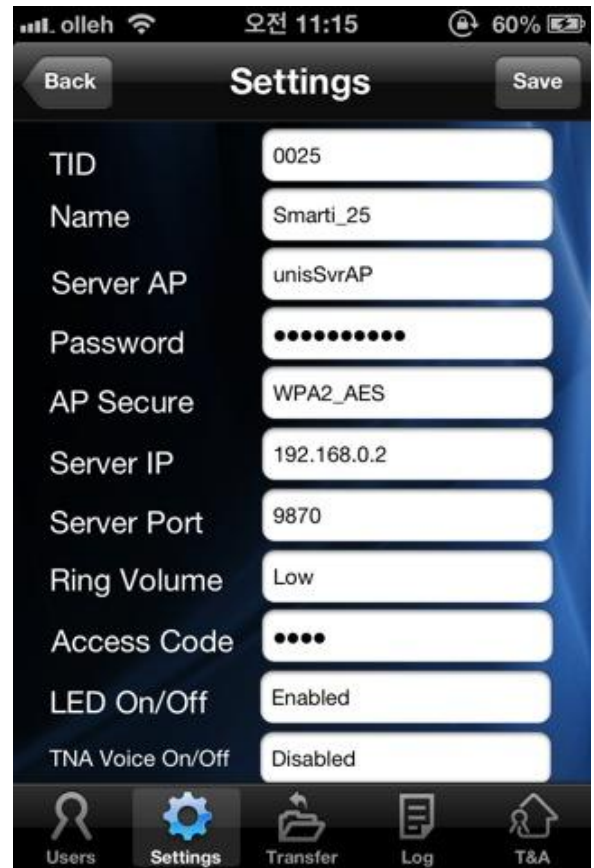 olleh 오전 11:15 60%
Back Settings Save
TID 0025
Name Smarti_25
Server AP unisSvrAP
Password ●●●●●●●●●●
AP Secure WPA2_AES
Server IP 192.168.0.2
Server Port 9870
Ring Volume Low
Access Code ●●●●
LED On/Off Enabled
TNA Voice On/Off Disabled
Users Settings Transfer Log T&A